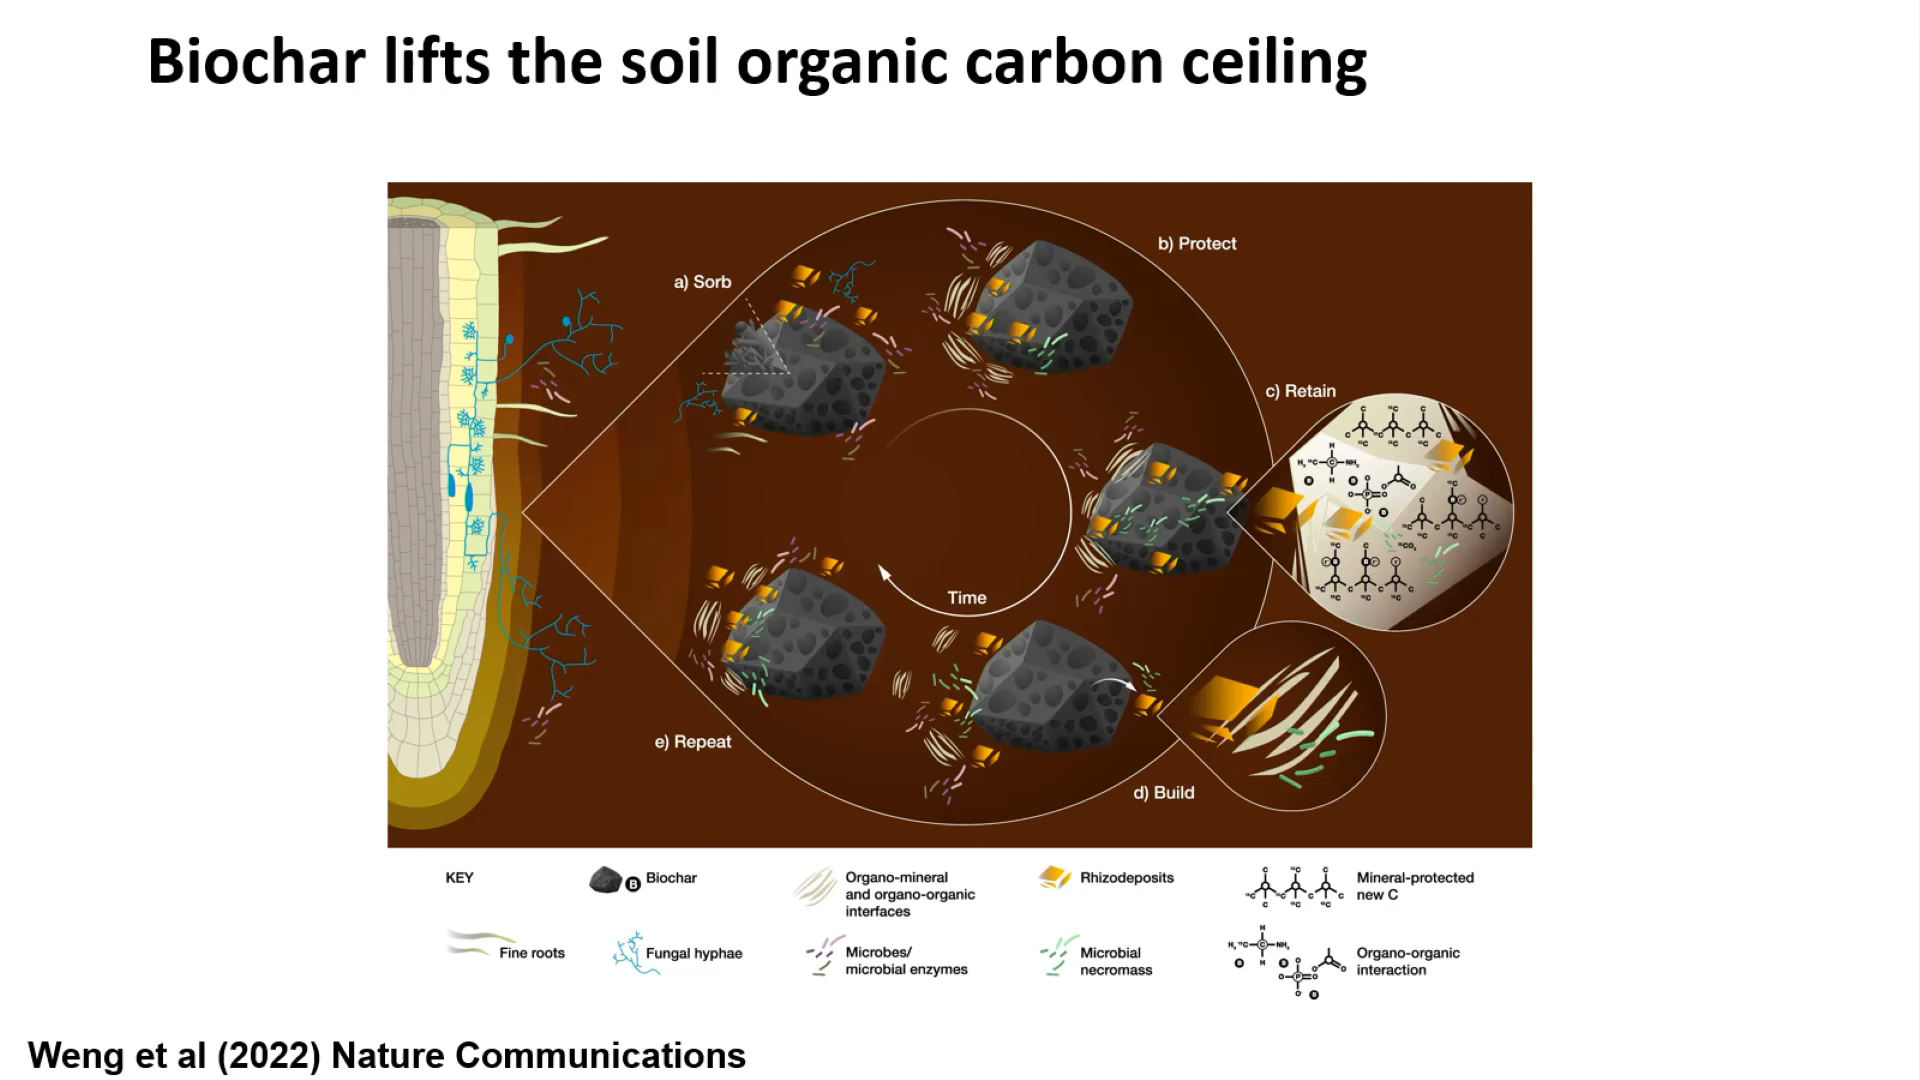 Biochar lifts the soil organic carbon ceiling
a) Sorb
b) Protect
c) Retain
Time
e) Repeat
d) Build
KEY
Biochar
Organo-mineral
and organo-organic
interfaces
Rhizodeposits
Mineral-protected
new C
Fine roots
Fungal hyphae
Microbes/
microbial enzymes
Microbial
necromass
Organo-organic
interaction
Weng et al (2022) Nature Communications